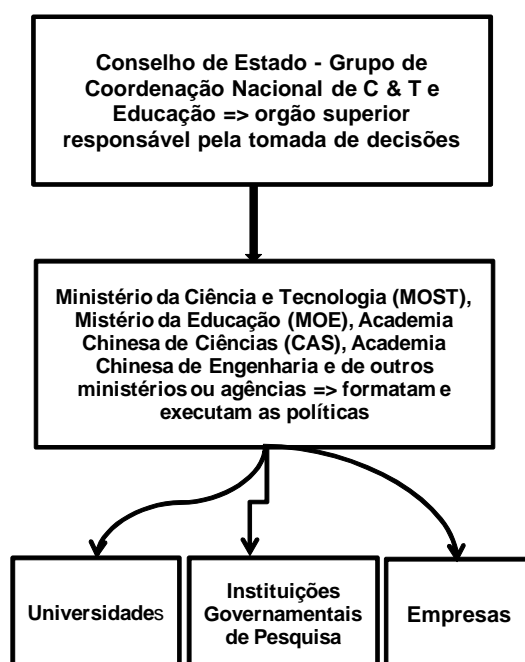 Conselho de Estado - Grupo de
Coordenação Nacional de C & T e
Educação => orgão superior
responsável pela tomada de decisões
Ministério da Ciência e Tecnologia (MOST),
Mistério da Educação (MOE), Academia
Chinesa de Ciências (CAS), Academia
Chinesa de Engenharia e de outros
ministérios ou agências => formatam e
executam as políticas
Universidades
Instituições
Governamentais
de Pesquisa
Empresas